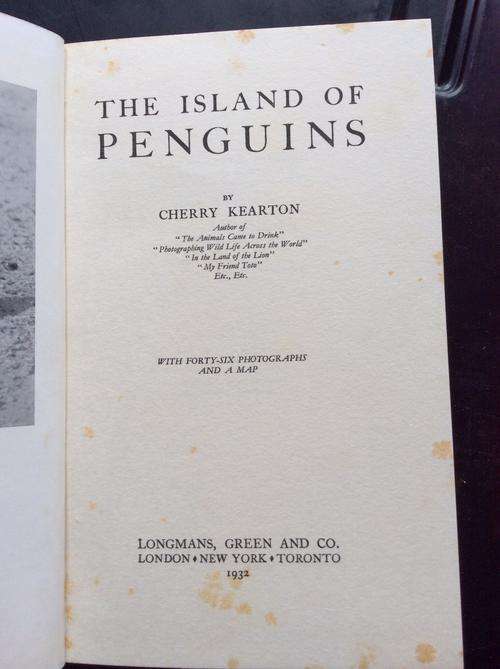 THE ISLAND OF
PENGUINS
BY
CHERRY KEARTON
Author of
"The Animals Came to Drink"
"Photographing Wild Life Across the World"
"In the Land of the Lion"
"My Friend Toto"
Etc., Etc.
WITH FORTY-SIX PHOTOGRAPHS
AND A MAP
LONGMANS, GREEN AND CO.
LONDON ♦ NEW YORK ♦ TORONTO
1932